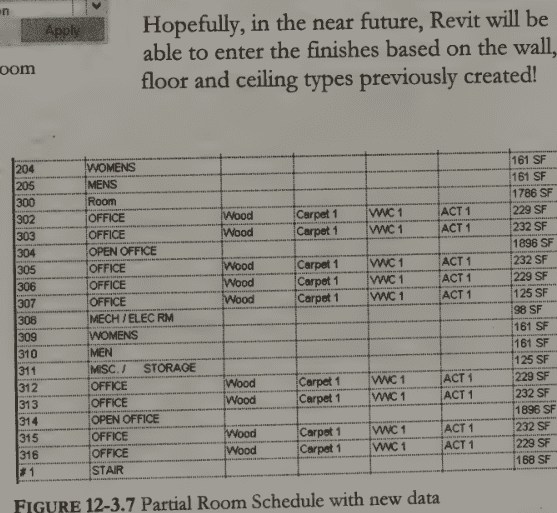 on
Apply
oom
Hopefully, in the near future, Revit will be
able to enter the finishes based on the wall,
floor and ceiling types previously created!
204 WOMENS 161 SF
205 MENS 161 SF
300 Room 1786 SF
302 OFFICE Wood Carpet 1 VWC 1 ACT 1 229 SF
303 OFFICE Wood Carpet 1 VWC 1 ACT 1 232 SF
304 OPEN OFFICE 1896 SF
305 OFFICE Wood Carpet 1 VWC 1 ACT 1 232 SF
306 OFFICE Wood Carpet 1 VWC 1 ACT 1 229 SF
307 OFFICE Wood Carpet 1 VWC 1 ACT 1 125 SF
308 MECH / ELEC RM 98 SF
309 WOMENS 161 SF
310 MEN 161 SF
311 MISC. / STORAGE 125 SF
312 OFFICE Wood Carpet 1 VWC 1 ACT 1 229 SF
313 OFFICE Wood Carpet 1 VWC 1 ACT 1 232 SF
314 OPEN OFFICE 1896 SF
315 OFFICE Wood Carpet 1 VWC 1 ACT 1 232 SF
316 OFFICE Wood Carpet 1 VWC 1 ACT 1 229 SF
# 1 STAIR 168 SF
FIGURE 12-3.7 Partial Room Schedule with new data